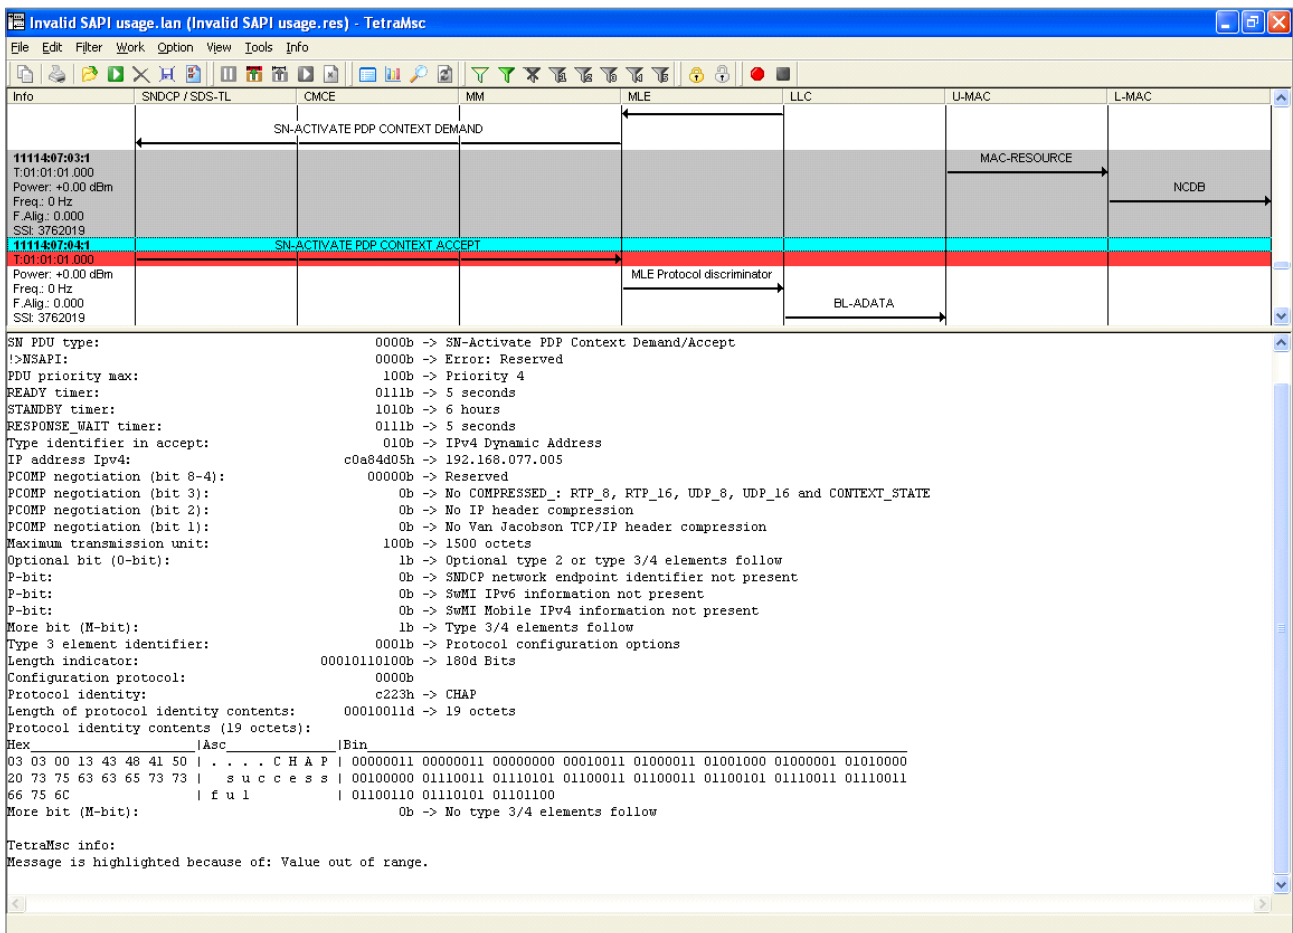 Invalid SAPI usage.lan (Invalid SAPI usage.res) - TetraMsc
File Edit Filter Work Option View Tools Info
Info SNDCP / SDS-TL CMCE MM MLE LLC U-MAC L-MAC
SN-ACTIVATE PDP CONTEXT DEMAND
11114:07:03:1
T:01:01:01.000
Power: +0.00 dBm
Freq.: 0 Hz
F.Alig.: 0.000
SSI: 3762019
MAC-RESOURCE
NCDB
11114:07:04:1 SN-ACTIVATE PDP CONTEXT ACCEPT
T:01:01:01.000
Power: +0.00 dBm MLE Protocol discriminator
Freq.: 0 Hz
F.Alig.: 0.000 BL-ADATA
SSI: 3762019
SN PDU type: 0000b -> SN-Activate PDP Context Demand/Accept
!>NSAPI: 0000b -> Error: Reserved
PDU priority max: 100b -> Priority 4
READY timer: 0111b -> 5 seconds
STANDBY timer: 1010b -> 6 hours
RESPONSE_WAIT timer: 0111b -> 5 seconds
Type identifier in accept: 010b -> IPv4 Dynamic Address
IP address Ipv4: c0a84d05h -> 192.168.077.005
PCOMP negotiation (bit 8-4): 00000b -> Reserved
PCOMP negotiation (bit 3): 0b -> No COMPRESSED_: RTP_8, RTP_16, UDP_8, UDP_16 and CONTEXT_STATE
PCOMP negotiation (bit 2): 0b -> No IP header compression
PCOMP negotiation (bit 1): 0b -> No Van Jacobson TCP/IP header compression
Maximum transmission unit: 100b -> 1500 octets
Optional bit (O-bit): 1b -> Optional type 2 or type 3/4 elements follow
P-bit: 0b -> SNDCP network endpoint identifier not present
P-bit: 0b -> SwMI IPv6 information not present
P-bit: 0b -> SwMI Mobile IPv4 information not present
More bit (M-bit): 1b -> Type 3/4 elements follow
Type 3 element identifier: 0001b -> Protocol configuration options
Length indicator: 00010110100b -> 180d Bits
Configuration protocol: 0000b
Protocol identity: c223h -> CHAP
Length of protocol identity contents: 00010011d -> 19 octets
Protocol identity contents (19 octets):
Hex |Asc |Bin
03 03 00 13 43 48 41 50 | . . . . C H A P | 00000011 00000011 00000000 00010011 01000011 01001000 01000001 01010000
20 73 75 63 63 65 73 73 | s u c c e s s | 00100000 01110011 01110101 01100011 01100011 01100101 01110011 01110011
66 75 6C | f u l | 01100110 01110101 01101100
More bit (M-bit): 0b -> No type 3/4 elements follow
TetraMsc info:
Message is highlighted because of: Value out of range.